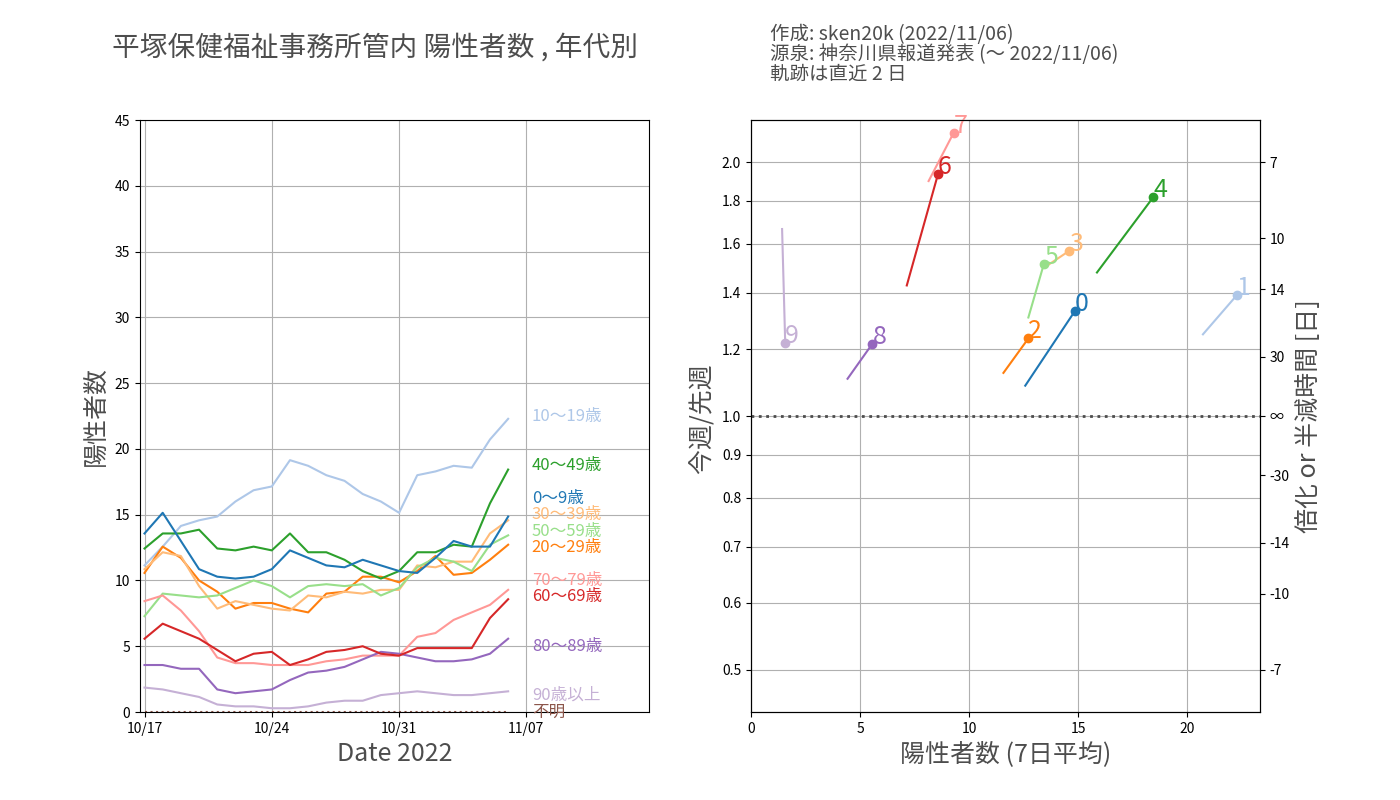 平塚保健福祉事務所管内 陽性者数 , 年代別
作成: sken20k (2022/11/06)
源泉: 神奈川県報道発表 (〜 2022/11/06)
軌跡は直近 2 日
陽性者数
45
40
35
30
25
20
15
10
5
0
10/17
10/24
10/31
11/07
Date 2022
10〜19歳
40〜49歳
0〜9歳
30〜39歳
50〜59歳
20〜29歳
70〜79歳
60〜69歳
80〜89歳
90歳以上
不明
今週/先週
2.0
1.8
1.6
1.4
1.2
1.0
0.9
0.8
0.7
0.6
0.5
7
6
4
3
5
1
0
2
8
9
0
5
10
15
20
陽性者数 (7日平均)
7
10
14
30
∞
-30
-14
-10
-7
倍化 or 半減時間 [日]